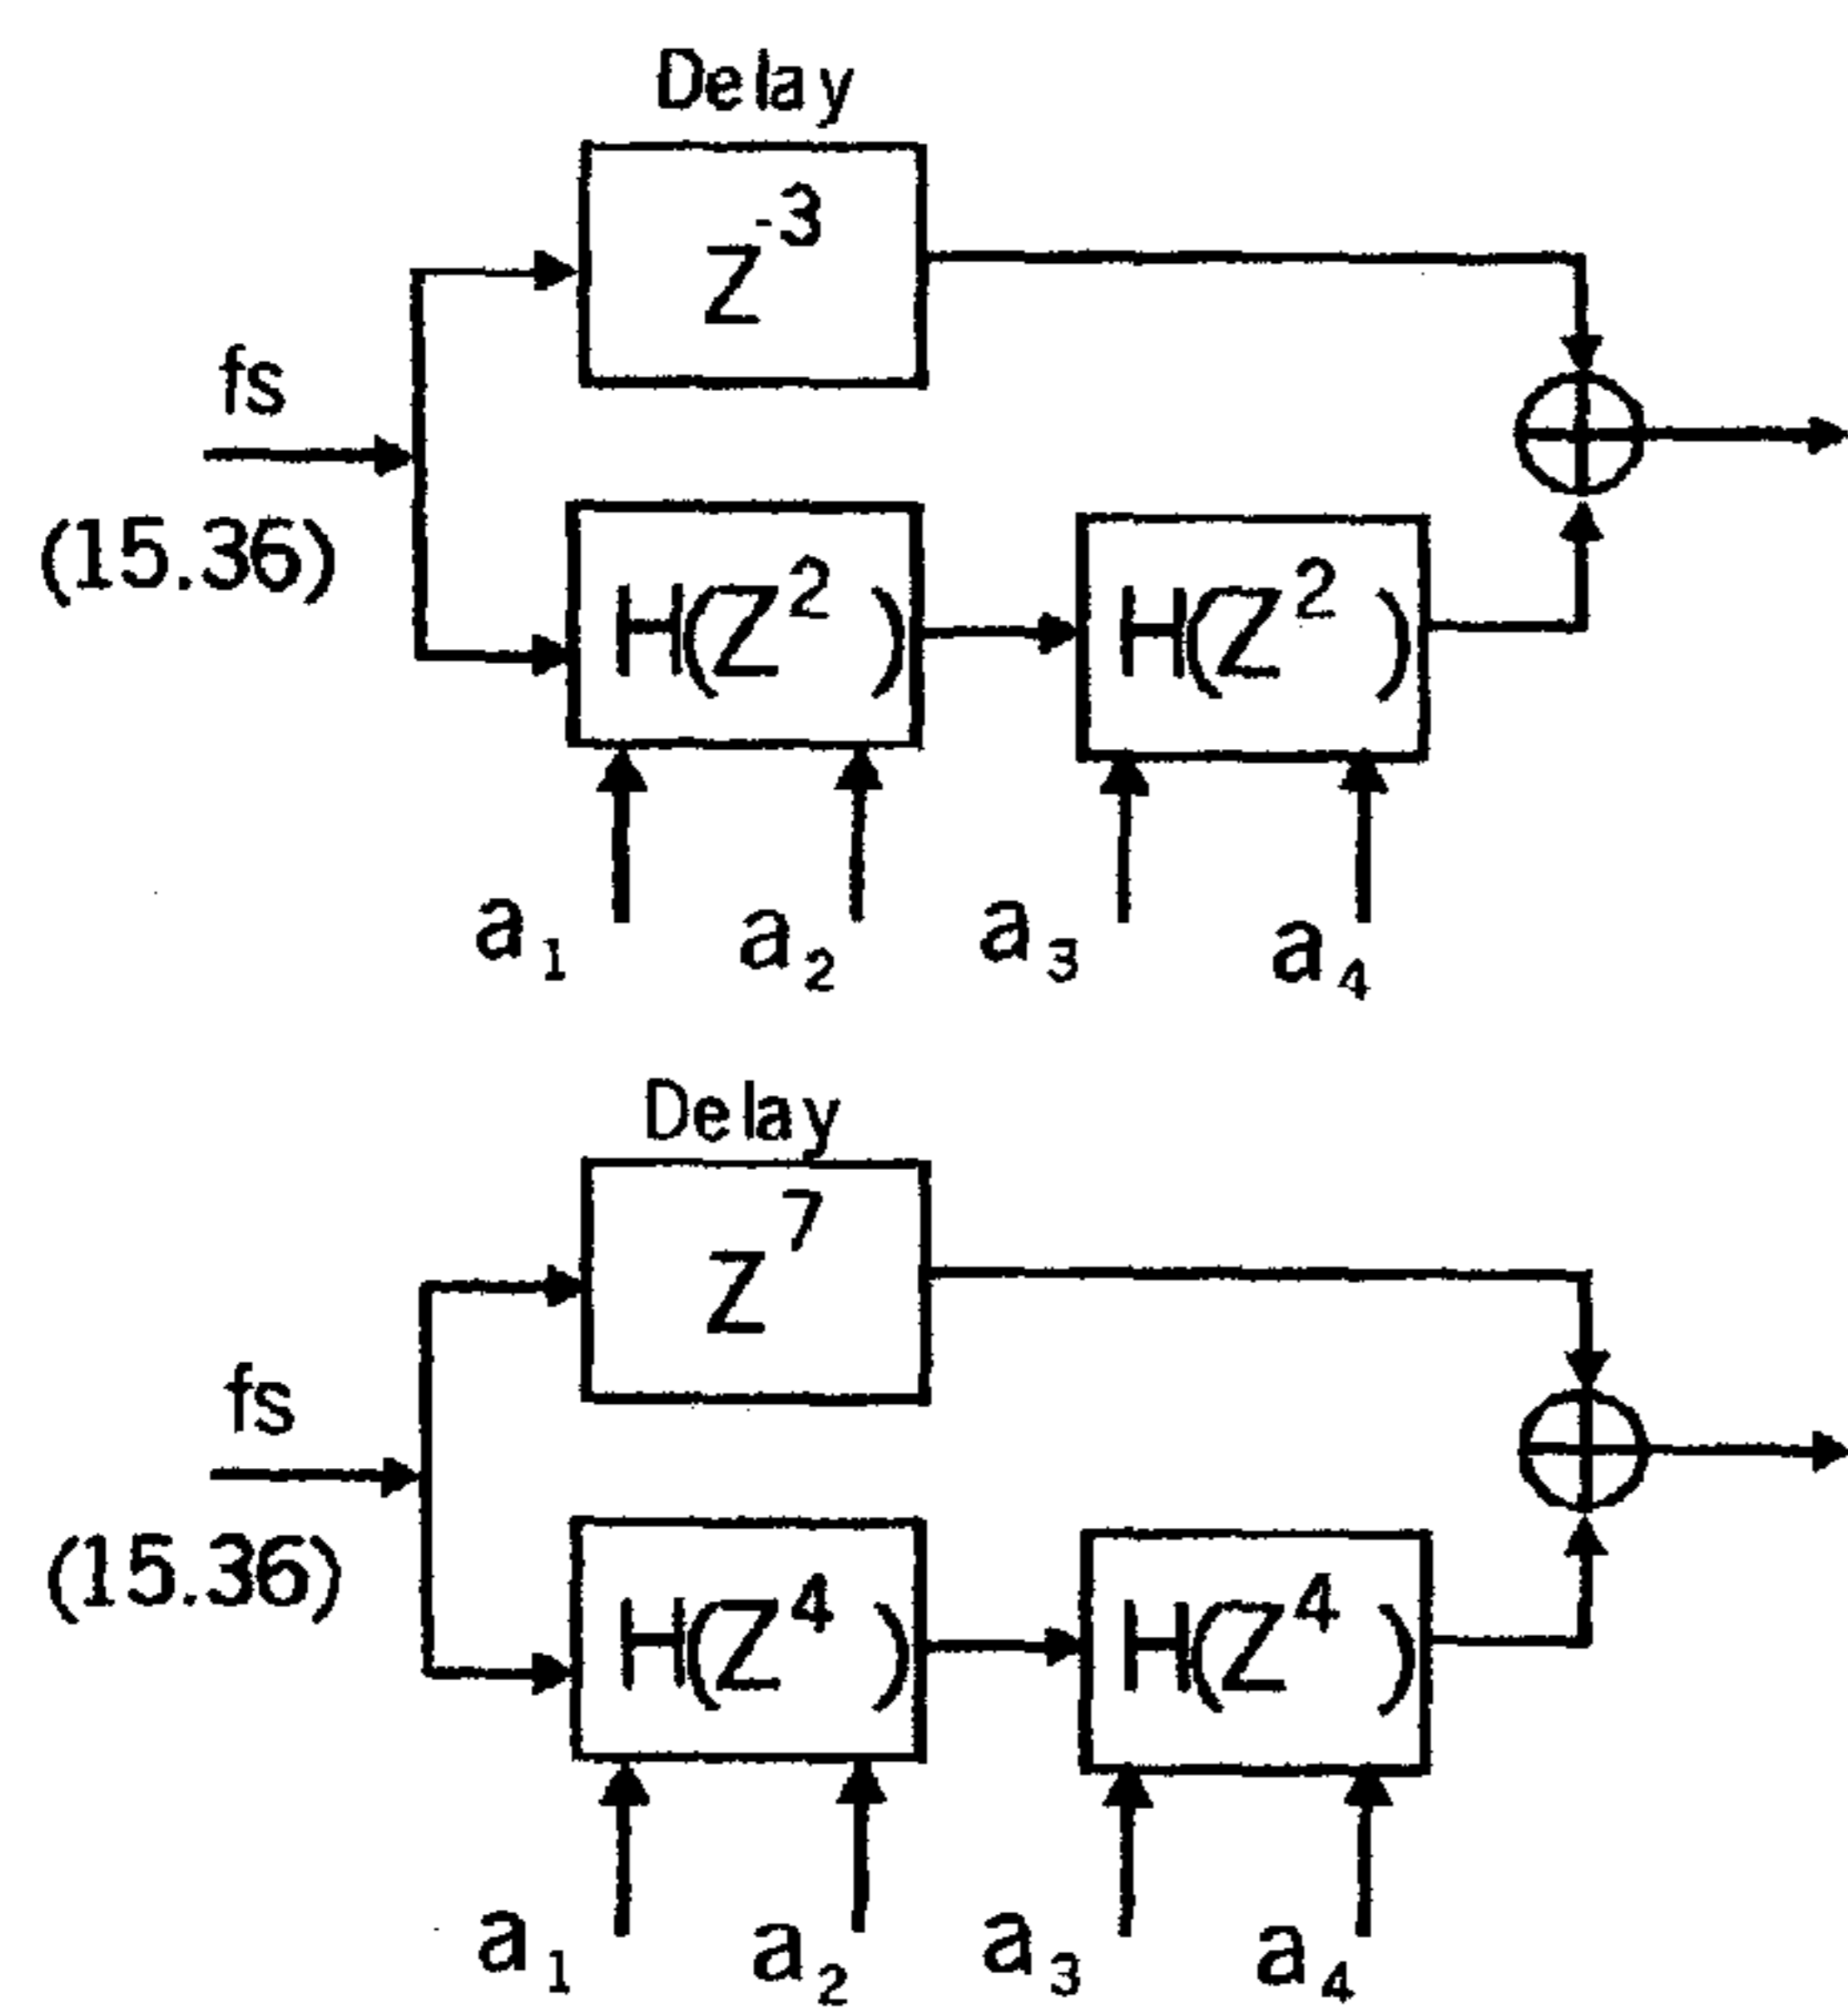 Delay
Z⁻³
fs
(15.36)
H(Z²) H(Z²)
a₁ a₂ a₃ a₄
Delay
Z⁷
fs
(15.36)
H(Z⁴) H(Z⁴)
a₁ a₂ a₃ a₄